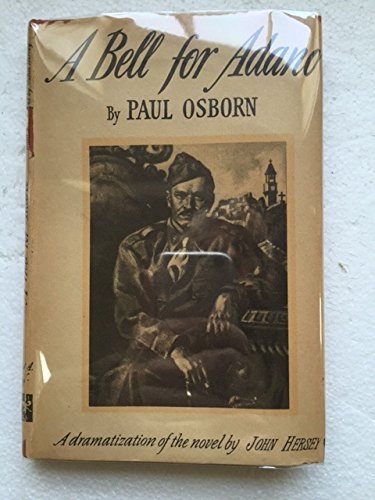 A Bell for Adano
By PAUL OSBORN
A dramatization of the novel by JOHN HERSEY